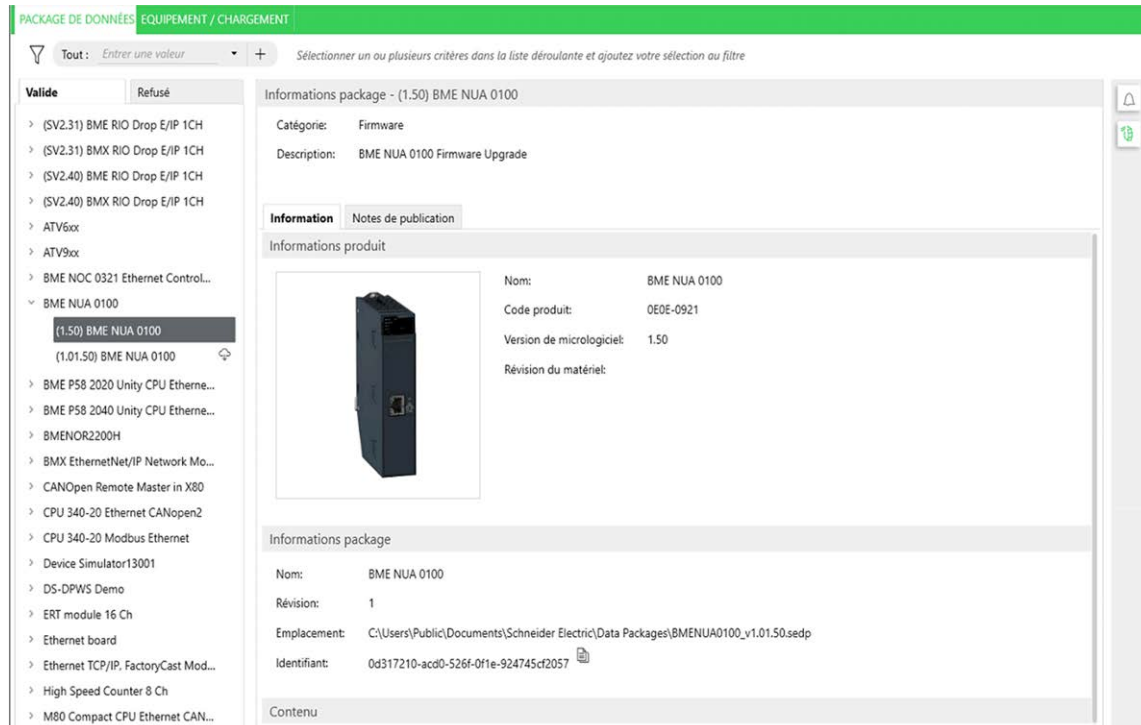 PACKAGE DE DONNÉES EQUIPEMENT / CHARGEMENT
Tout : Entrer une valeur + Sélectionner un ou plusieurs critères dans la liste déroulante et ajoutez votre sélection au filtre
Valide Refusé
(SV2.31) BME RIO Drop E/IP 1CH
(SV2.31) BMX RIO Drop E/IP 1CH
(SV2.40) BME RIO Drop E/IP 1CH
(SV2.40) BMX RIO Drop E/IP 1CH
ATV6xx
ATV9xx
BME NOC 0321 Ethernet Control...
BME NUA 0100
(1.50) BME NUA 0100
(1.01.50) BME NUA 0100
BME P58 2020 Unity CPU Etherne...
BME P58 2040 Unity CPU Etherne...
BMENOR2200H
BMX EthernetNet/IP Network Mo...
CANOpen Remote Master in X80
CPU 340-20 Ethernet CANopen2
CPU 340-20 Modbus Ethernet
Device Simulator13001
DS-DPWS Demo
ERT module 16 Ch
Ethernet board
Ethernet TCP/IP, FactoryCast Mod...
High Speed Counter 8 Ch
M80 Compact CPU Ethernet CAN...
Informations package - (1.50) BME NUA 0100
Catégorie: Firmware
Description: BME NUA 0100 Firmware Upgrade
Information Notes de publication
Informations produit
Nom: BME NUA 0100
Code produit: 0E0E-0921
Version de micrologiciel: 1.50
Révision du matériel:
Informations package
Nom: BME NUA 0100
Révision: 1
Emplacement: C:\Users\Public\Documents\Schneider Electric\Data Packages\BMENUA0100_v1.01.50.sedp
Identifiant: 0d317210-acd0-526f-0f1e-924745cf2057
Contenu